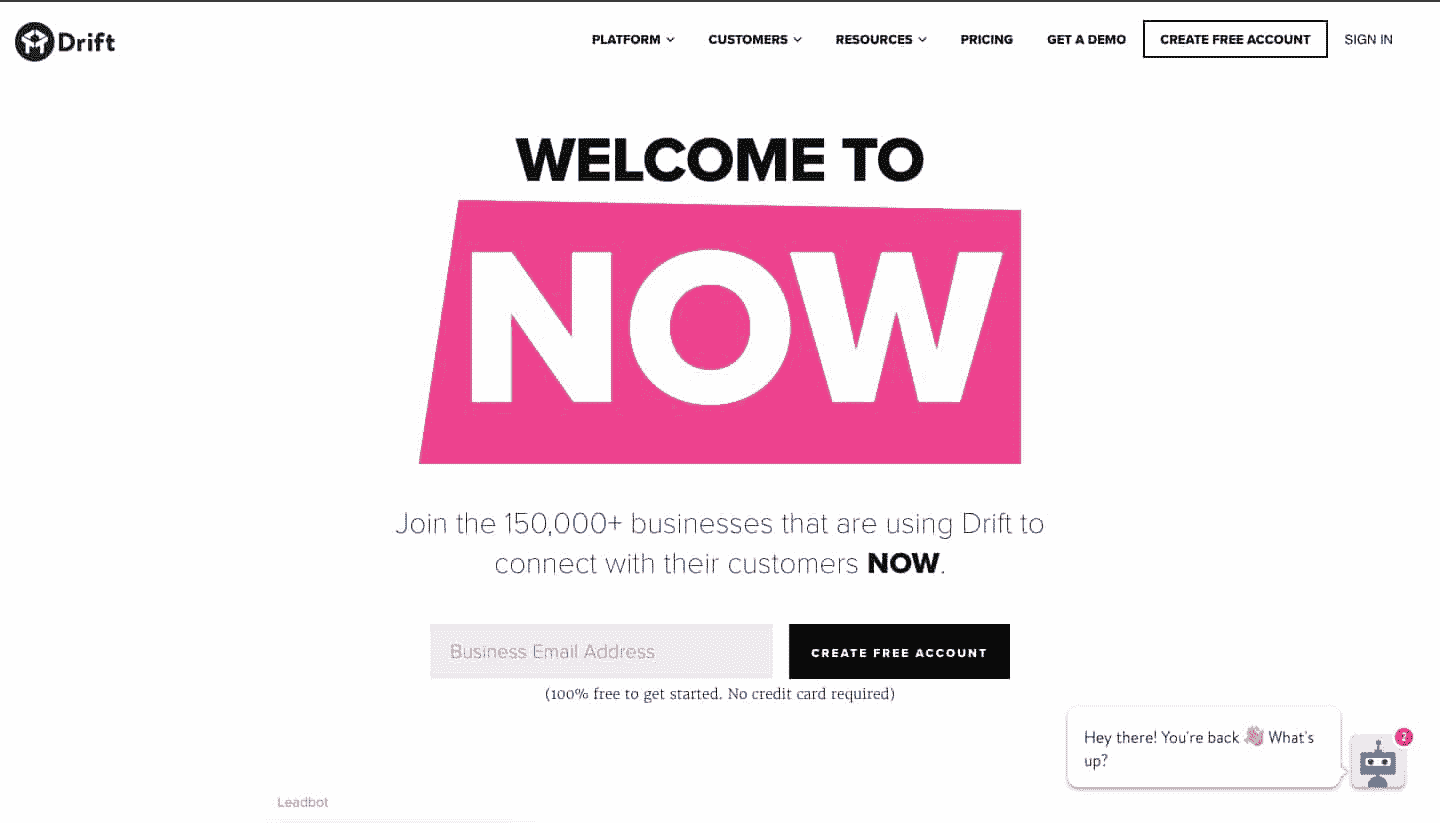 Drift
PLATFORM CUSTOMERS RESOURCES PRICING GET A DEMO CREATE FREE ACCOUNT SIGN IN
WELCOME TO
NOW
Join the 150,000+ businesses that are using Drift to
connect with their customers NOW.
Business Email Address CREATE FREE ACCOUNT
(100% free to get started. No credit card required)
Hey there! You're back 👋 What's
up?
2
Leadbot